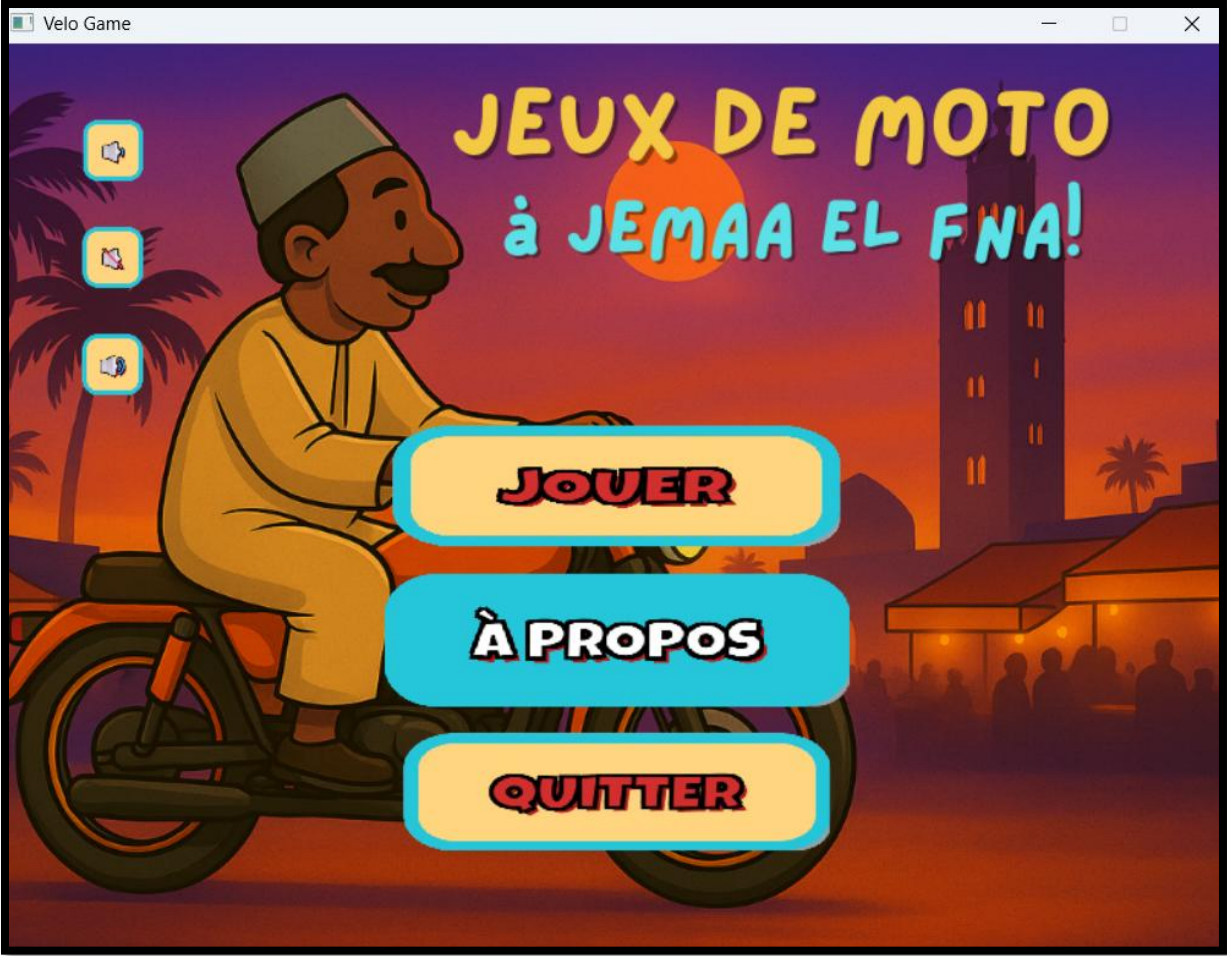 Velo Game
JEUX DE MOTO
à JEMAA EL FNA!
JOUER
À PROPOS
QUITTER